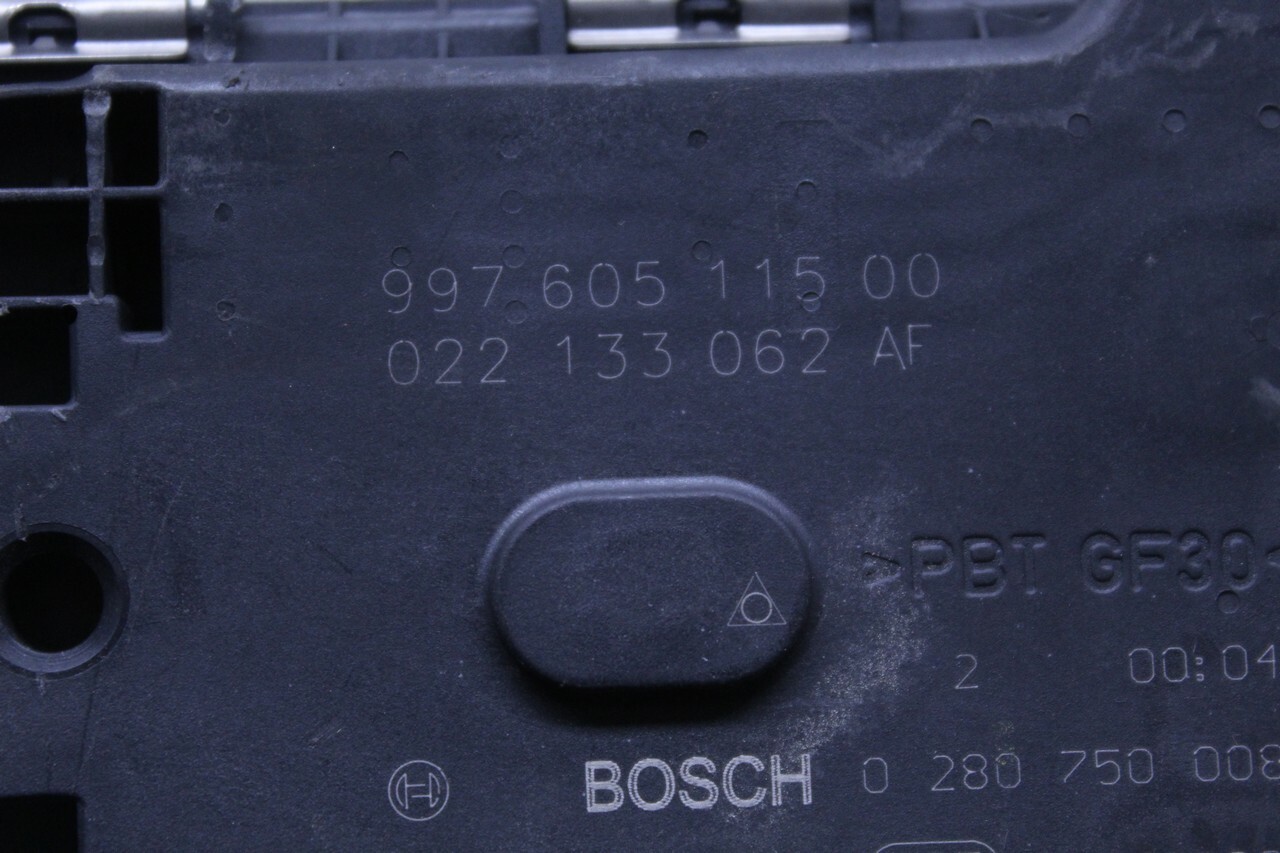 997 605 115 00
022 133 062 AF
>PBT GF30<
2 00:04
BOSCH 0 280 750 008